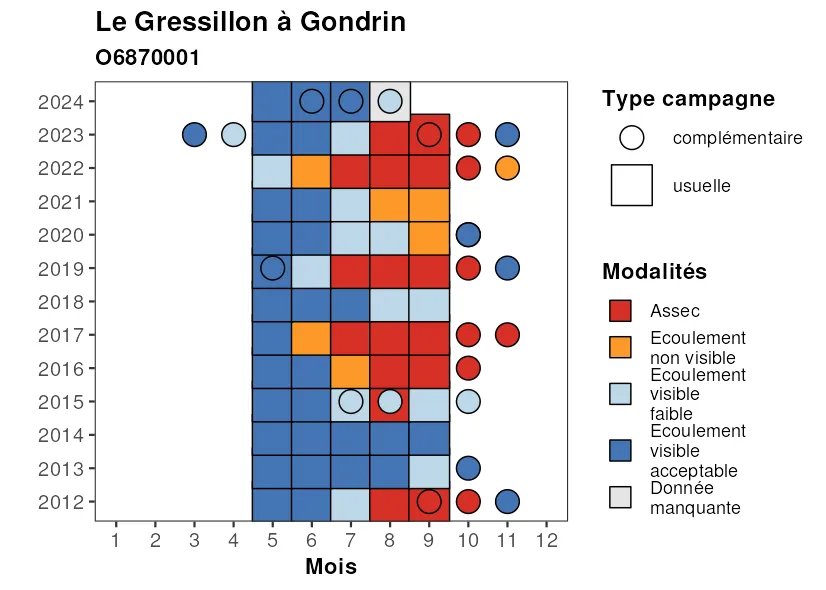 Le Gressillon à Gondrin
O6870001
2024
2023
2022
2021
2020
2019
2018
2017
2016
2015
2014
2013
2012
1 2 3 4 5 6 7 8 9 10 11 12
Mois
Type campagne
complémentaire
usuelle
Modalités
Assec
Ecoulement
non visible
Ecoulement
visible
faible
Ecoulement
visible
acceptable
Donnée
manquante